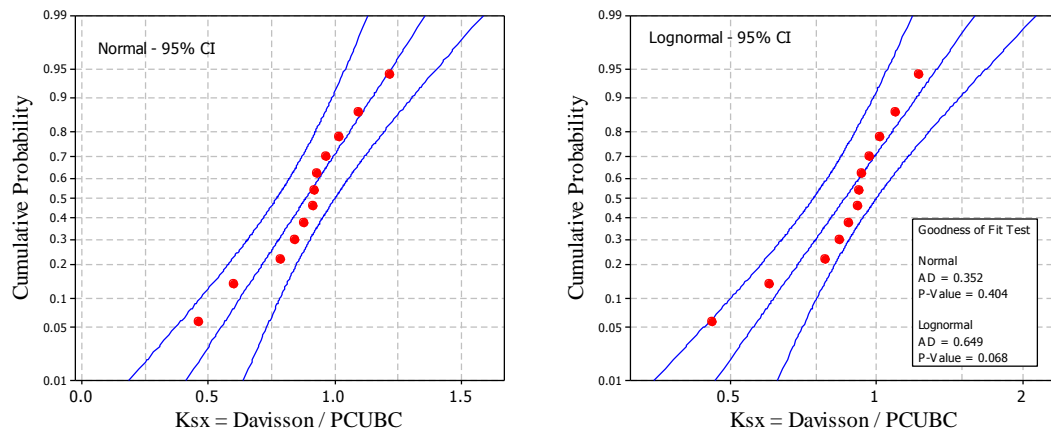 Normal - 95% CI
Cumulative Probability
0.99
0.95
0.9
0.8
0.7
0.6
0.5
0.4
0.3
0.2
0.1
0.05
0.01
0.0
0.5
1.0
1.5
Ksx = Davisson / PCUBC
Lognormal - 95% CI
Cumulative Probability
0.99
0.95
0.9
0.8
0.7
0.6
0.5
0.4
0.3
0.2
0.1
0.05
0.01
0.5
1
2
Ksx = Davisson / PCUBC
Goodness of Fit Test
Normal
AD = 0.352
P-Value = 0.404
Lognormal
AD = 0.649
P-Value = 0.068